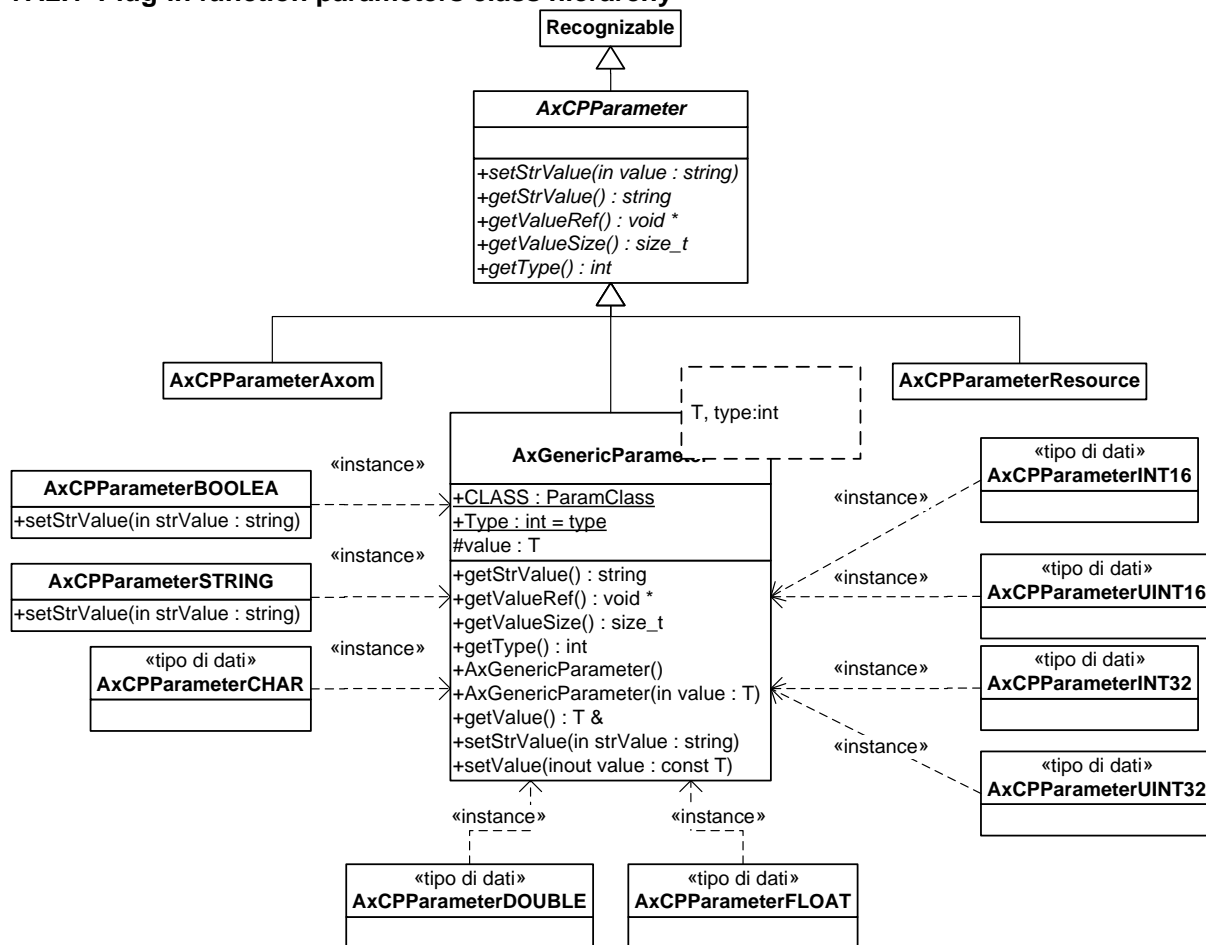 Recognizable
AxCPParameter
+setStrValue(in value : string)
+getStrValue() : string
+getValueRef() : void *
+getValueSize() : size_t
+getType() : int
AxCPParameterAxom
AxCPParameterResource
T, type:int
AxGenericParameter
+CLASS : ParamClass
+Type : int = type
#value : T
+getStrValue() : string
+getValueRef() : void *
+getValueSize() : size_t
+getType() : int
+AxGenericParameter()
+AxGenericParameter(in value : T)
+getValue() : T &
+setStrValue(in strValue : string)
+setValue(inout value : const T)
«instance»
AxCPParameterBOOLEA
+setStrValue(in strValue : string)
«instance»
AxCPParameterSTRING
+setStrValue(in strValue : string)
«instance»
«tipo di dati»
AxCPParameterCHAR
«instance»
«tipo di dati»
AxCPParameterINT16
«instance»
«tipo di dati»
AxCPParameterUINT16
«instance»
«tipo di dati»
AxCPParameterINT32
«instance»
«tipo di dati»
AxCPParameterUINT32
«instance»
«tipo di dati»
AxCPParameterDOUBLE
«instance»
«tipo di dati»
AxCPParameterFLOAT